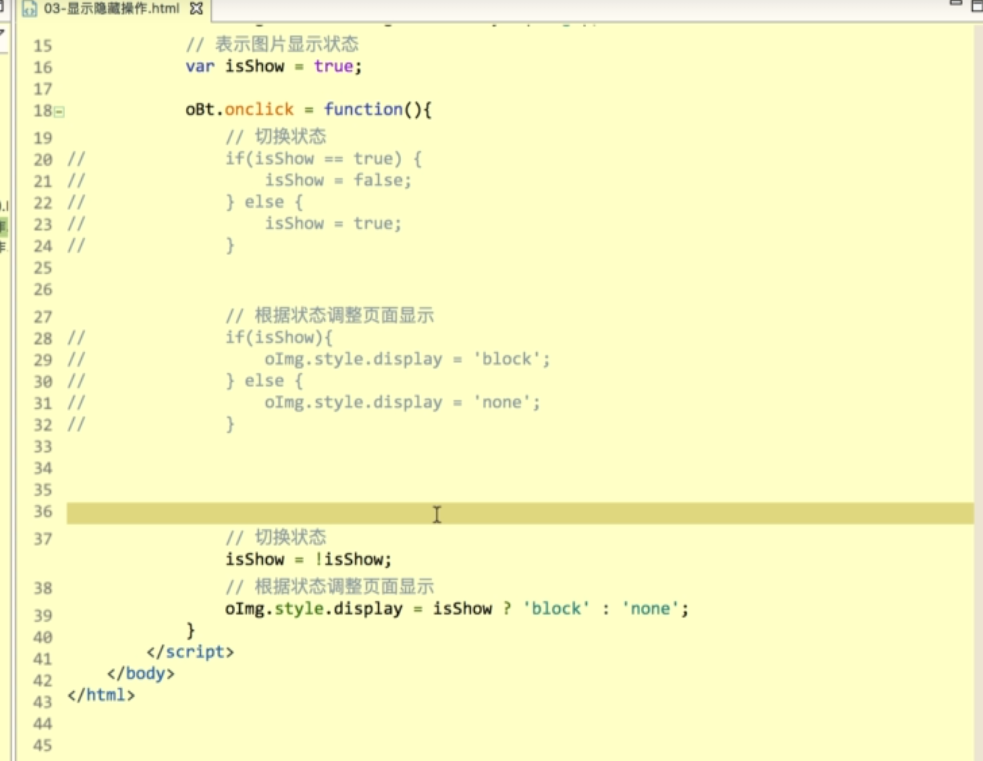 03-显示隐藏操作.html
15 // 表示图片显示状态
16 var isShow = true;
17
18 oBt.onclick = function(){
19 // 切换状态
20 // if(isShow == true) {
21 // isShow = false;
22 // } else {
23 // isShow = true;
24 // }
25
26
27 // 根据状态调整页面显示
28 // if(isShow){
29 // oImg.style.display = 'block';
30 // } else {
31 // oImg.style.display = 'none';
32 // }
33
34
35
36
37 // 切换状态
isShow = !isShow;
38 // 根据状态调整页面显示
39 oImg.style.display = isShow ? 'block' : 'none';
40 }
41 </script>
42 </body>
43 </html>
44
45